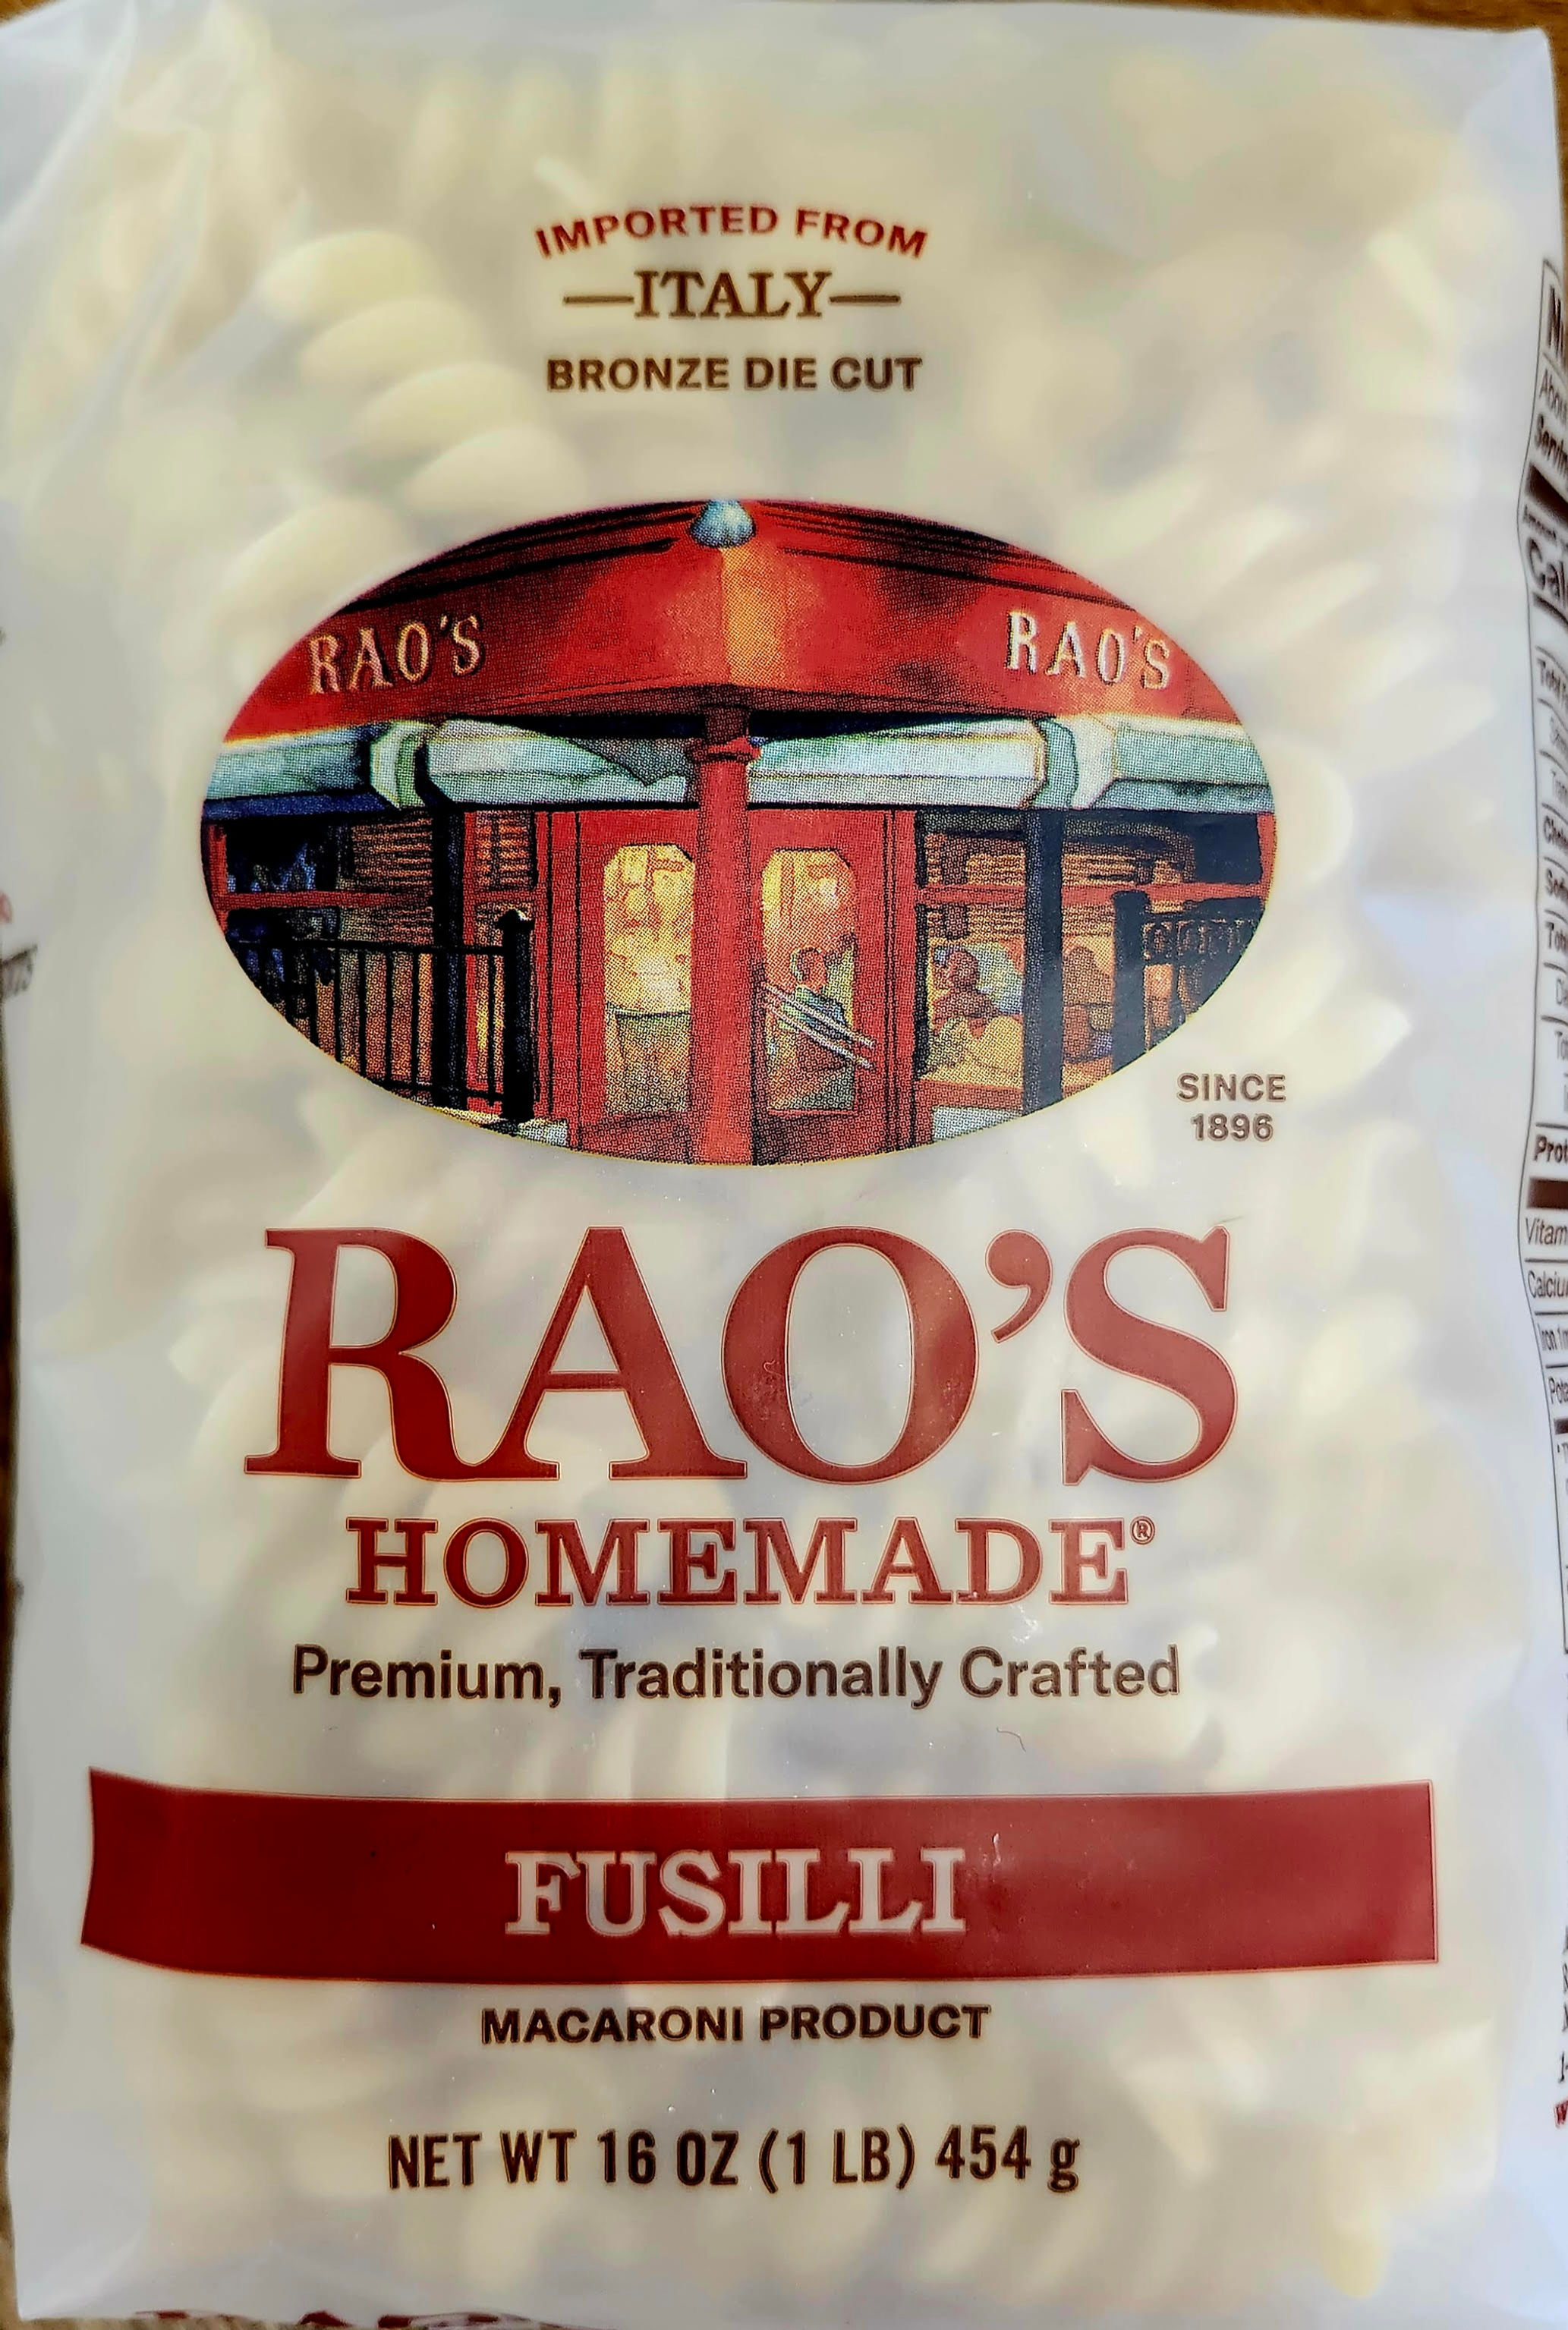 IMPORTED FROM
—ITALY—
BRONZE DIE CUT
RAO'S RAO'S
SINCE
1896
RAO'S
HOMEMADE®
Premium, Traditionally Crafted
FUSILLI
MACARONI PRODUCT
NET WT 16 OZ (1 LB) 454 g